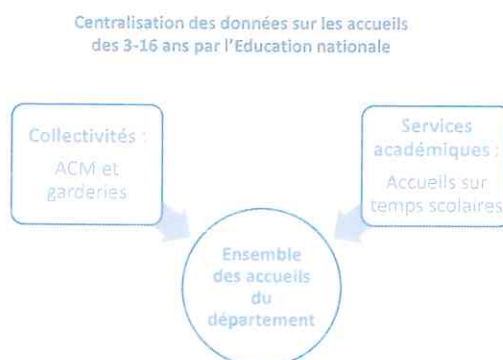 Centralisation des données sur les accueils
des 3-16 ans par l'Education nationale
Collectivités :
ACM et
garderies
Services
académiques :
Accueils sur
temps scolaires
Ensemble
des accueils
du
département